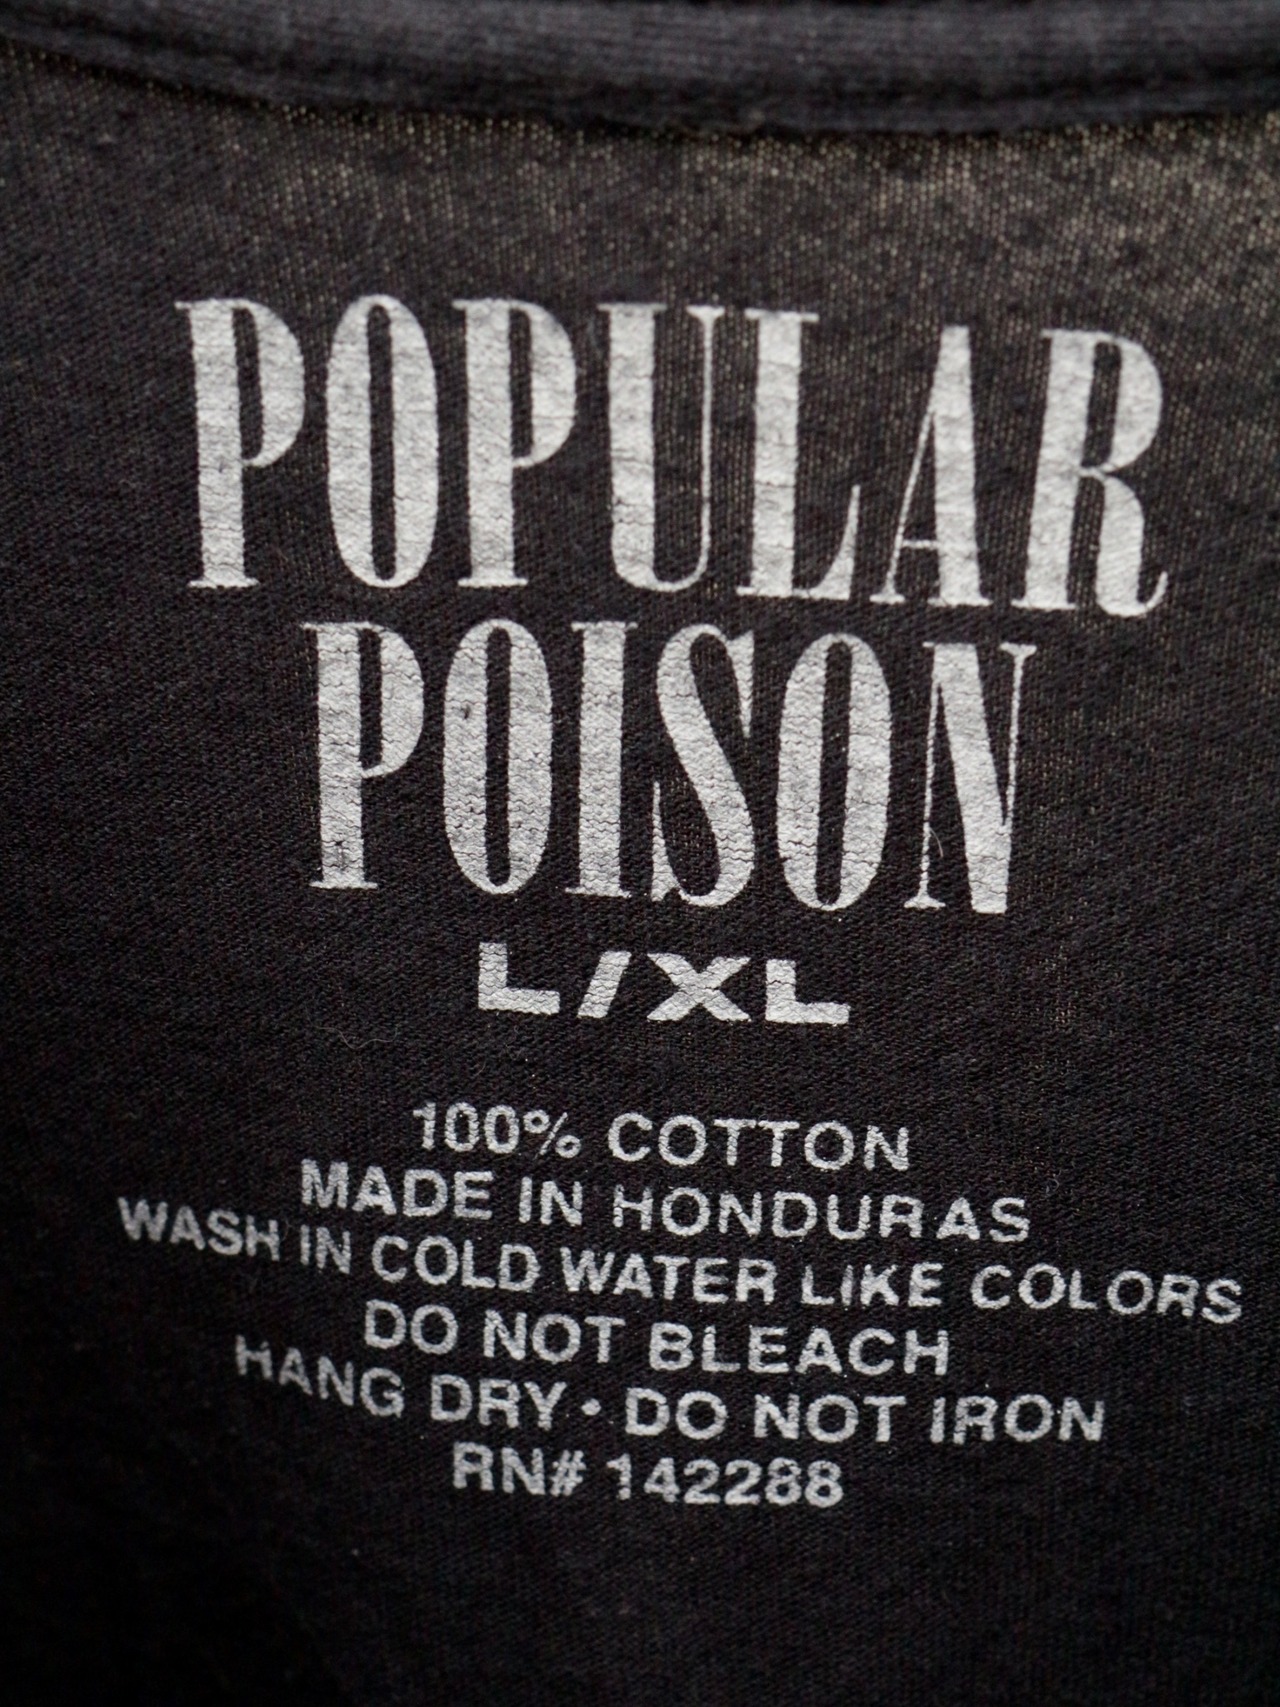 POPULAR
POISON
L/XL
100% COTTON
MADE IN HONDURAS
WASH IN COLD WATER LIKE COLORS
DO NOT BLEACH
HANG DRY • DO NOT IRON
RN# 142288